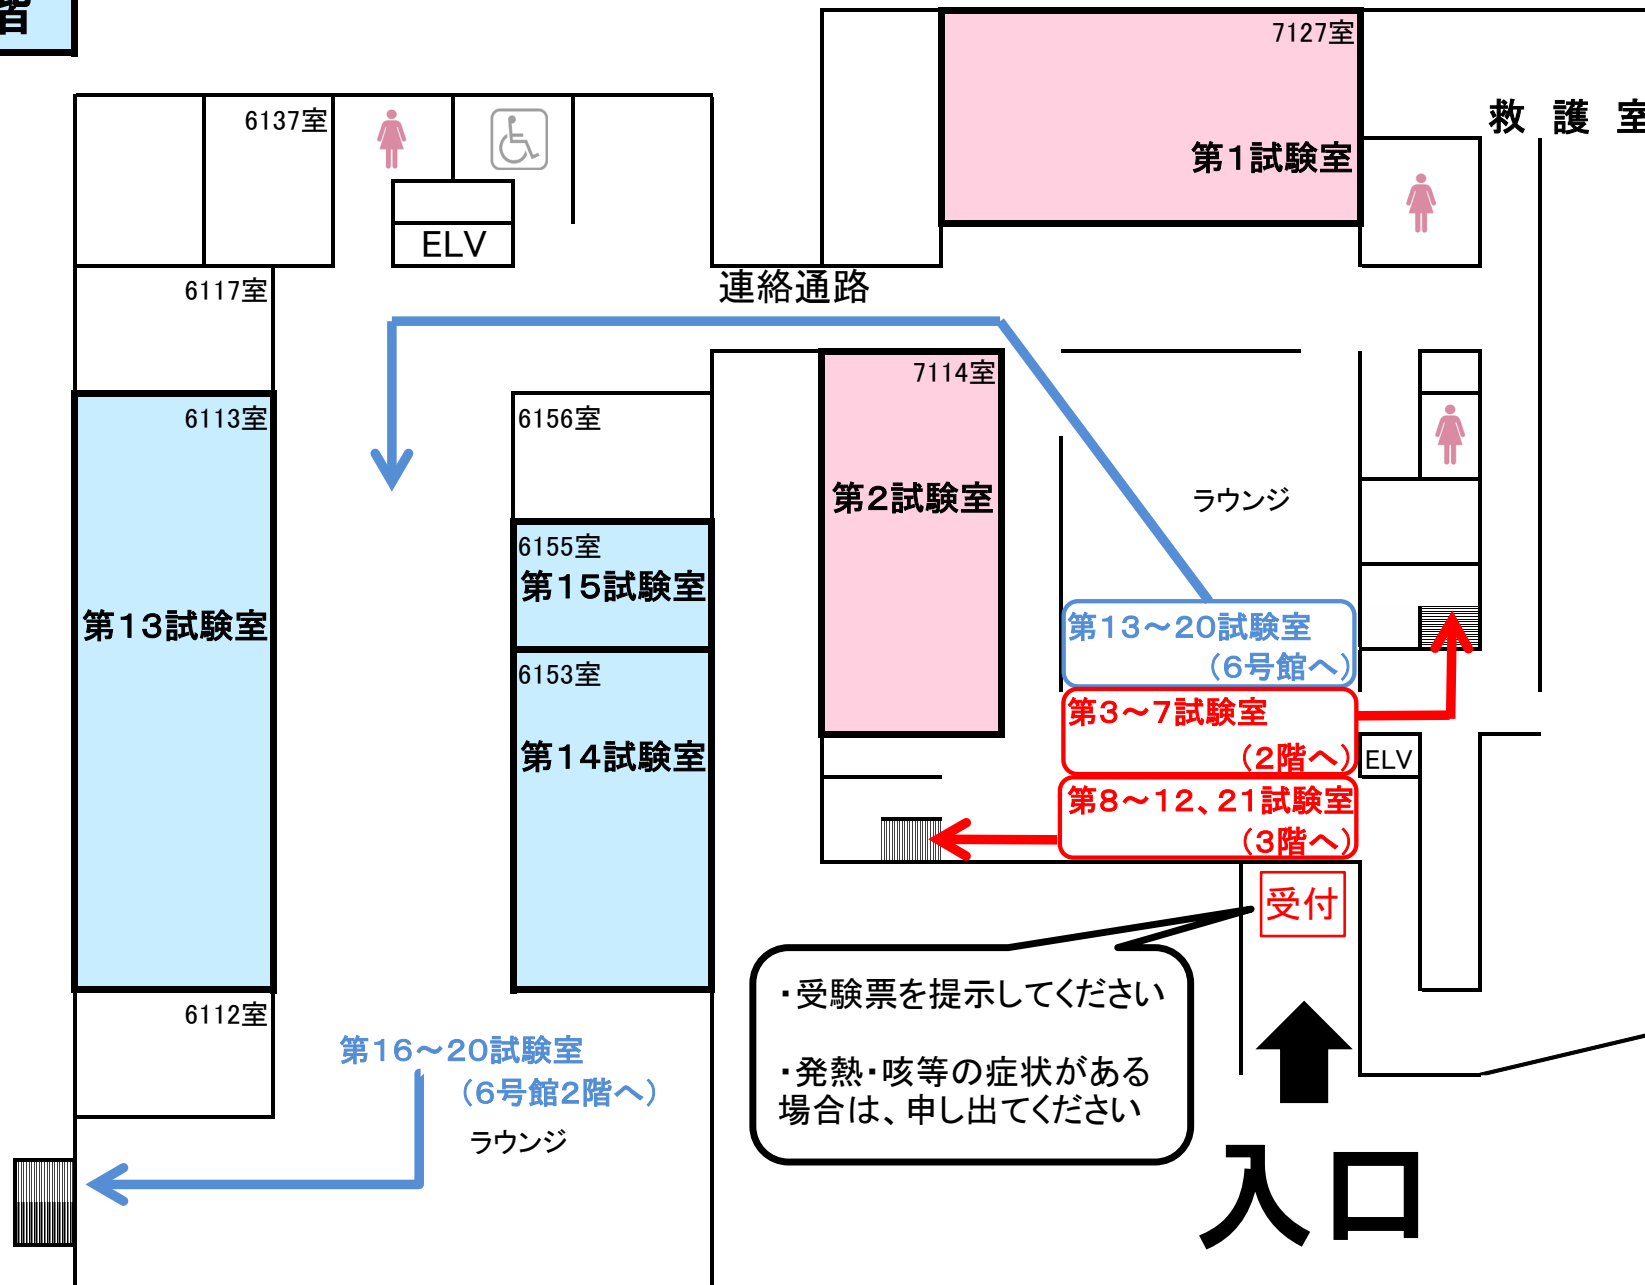 階
7127室
第1試験室
救護室
6137室
ELV
連絡通路
6117室
7114室
第2試験室
6113室
第13試験室
6156室
6155室
第15試験室
6153室
第14試験室
ラウンジ
第13~20試験室
(6号館へ)
第3~7試験室
(2階へ)
ELV
第8~12、21試験室
(3階へ)
受付
・受験票を提示してください
・発熱・咳等の症状がある
場合は、申し出てください
6112室
第16~20試験室
(6号館2階へ)
ラウンジ
入口